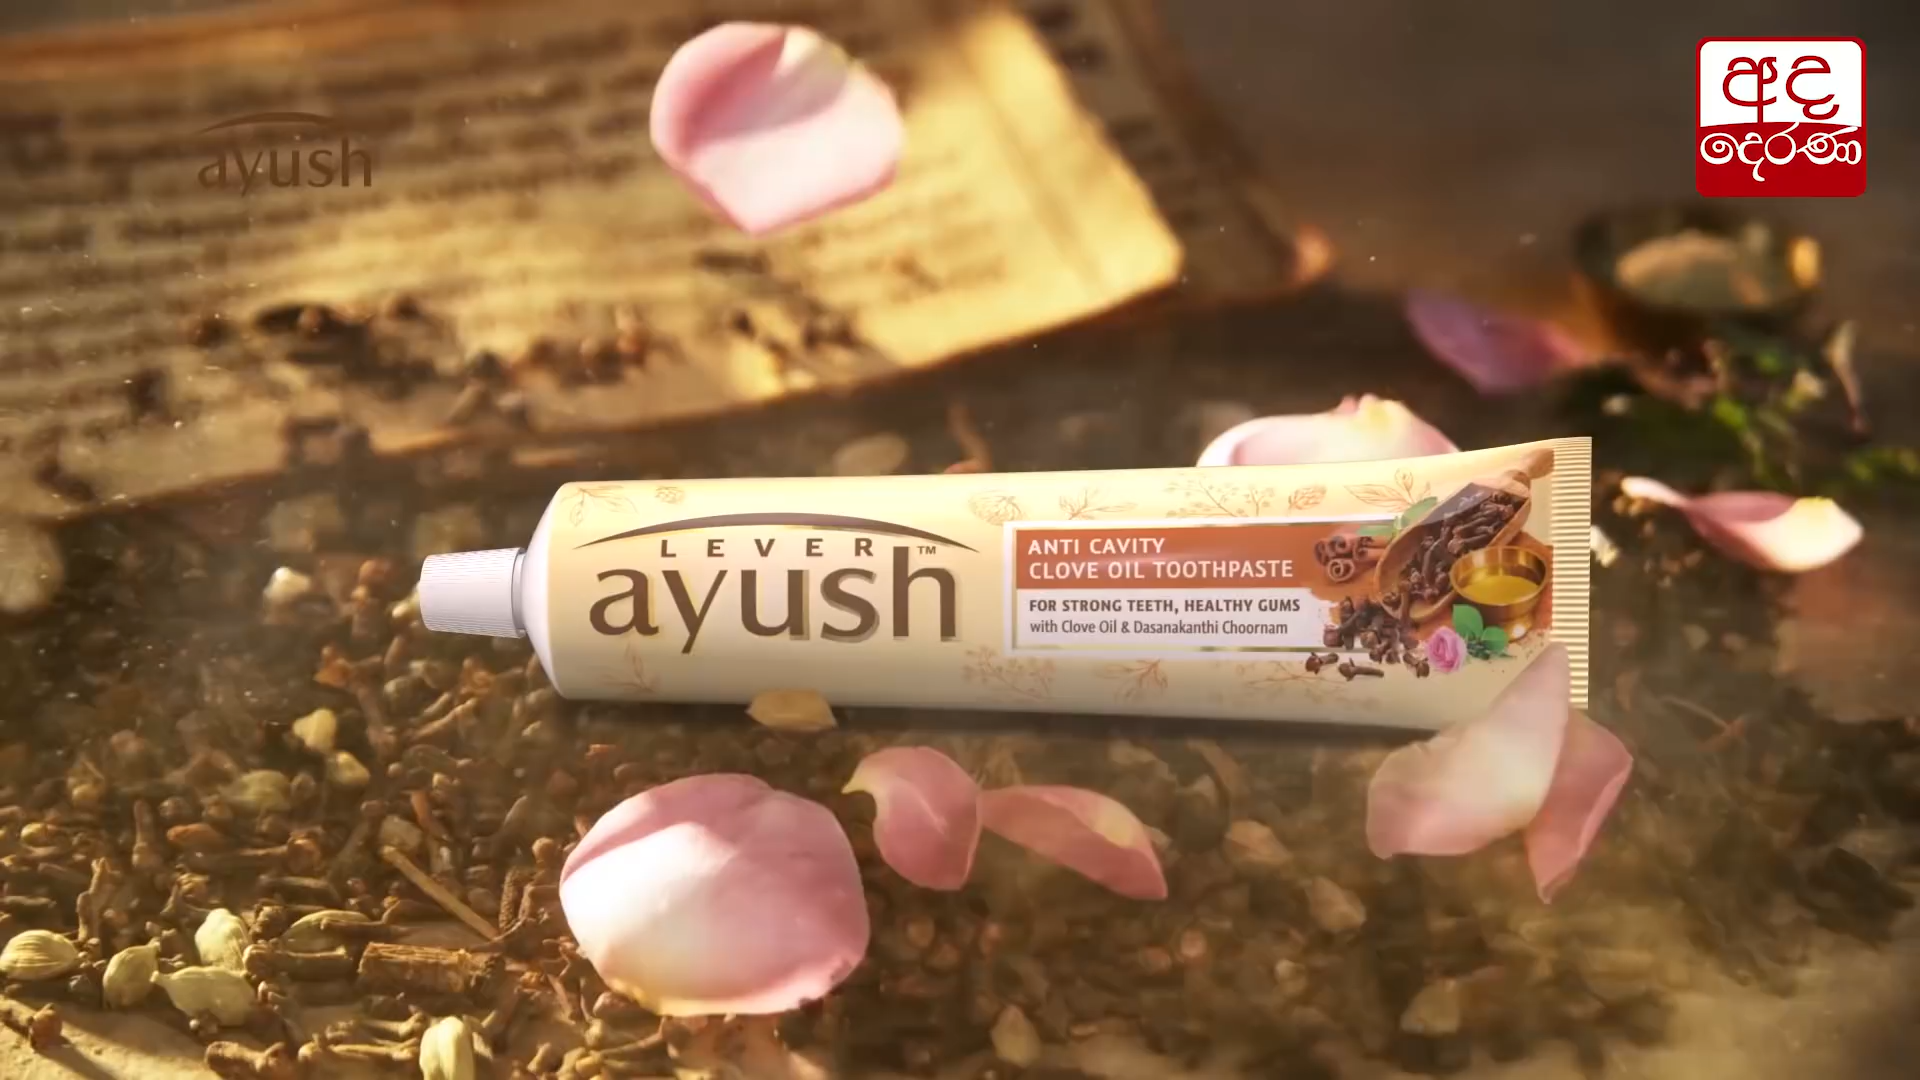 ayush
අද
දෙරණ
LEVER
ayush™
ANTI CAVITY
CLOVE OIL TOOTHPASTE
FOR STRONG TEETH, HEALTHY GUMS
with Clove Oil & Dasanakanthi Choornam